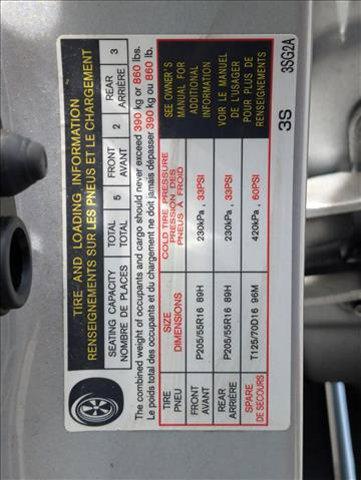 TIRE AND LOADING INFORMATION
RENSEIGNEMENTS SUR LES PNEUS ET LE CHARGEMENT
SEATING CAPACITY TOTAL 5 FRONT 2 REAR 3
NOMBRE DE PLACES TOTAL AVANT ARRIÈRE
The combined weight of occupants and cargo should never exceed 390 kg or 860 lbs.
Le poids total des occupants et du chargement ne doit jamais dépasser 390 kg ou 860 lb.
TIRE SIZE COLD TIRE PRESSURE
PNEU DIMENSIONS PRESSION DES PNEUS À FROID
FRONT P205/55R16 89H 230kPa, 33PSI
AVANT
REAR P205/55R16 89H 230kPa, 33PSI
ARRIÈRE
SPARE T125/70D16 96M 420kPa, 60PSI
DE SECOURS
SEE OWNER'S
MANUAL FOR
ADDITIONAL
INFORMATION
VOIR LE MANUEL
DE L'USAGER
POUR PLUS DE
RENSEIGNEMENTS
3S 3SG2A